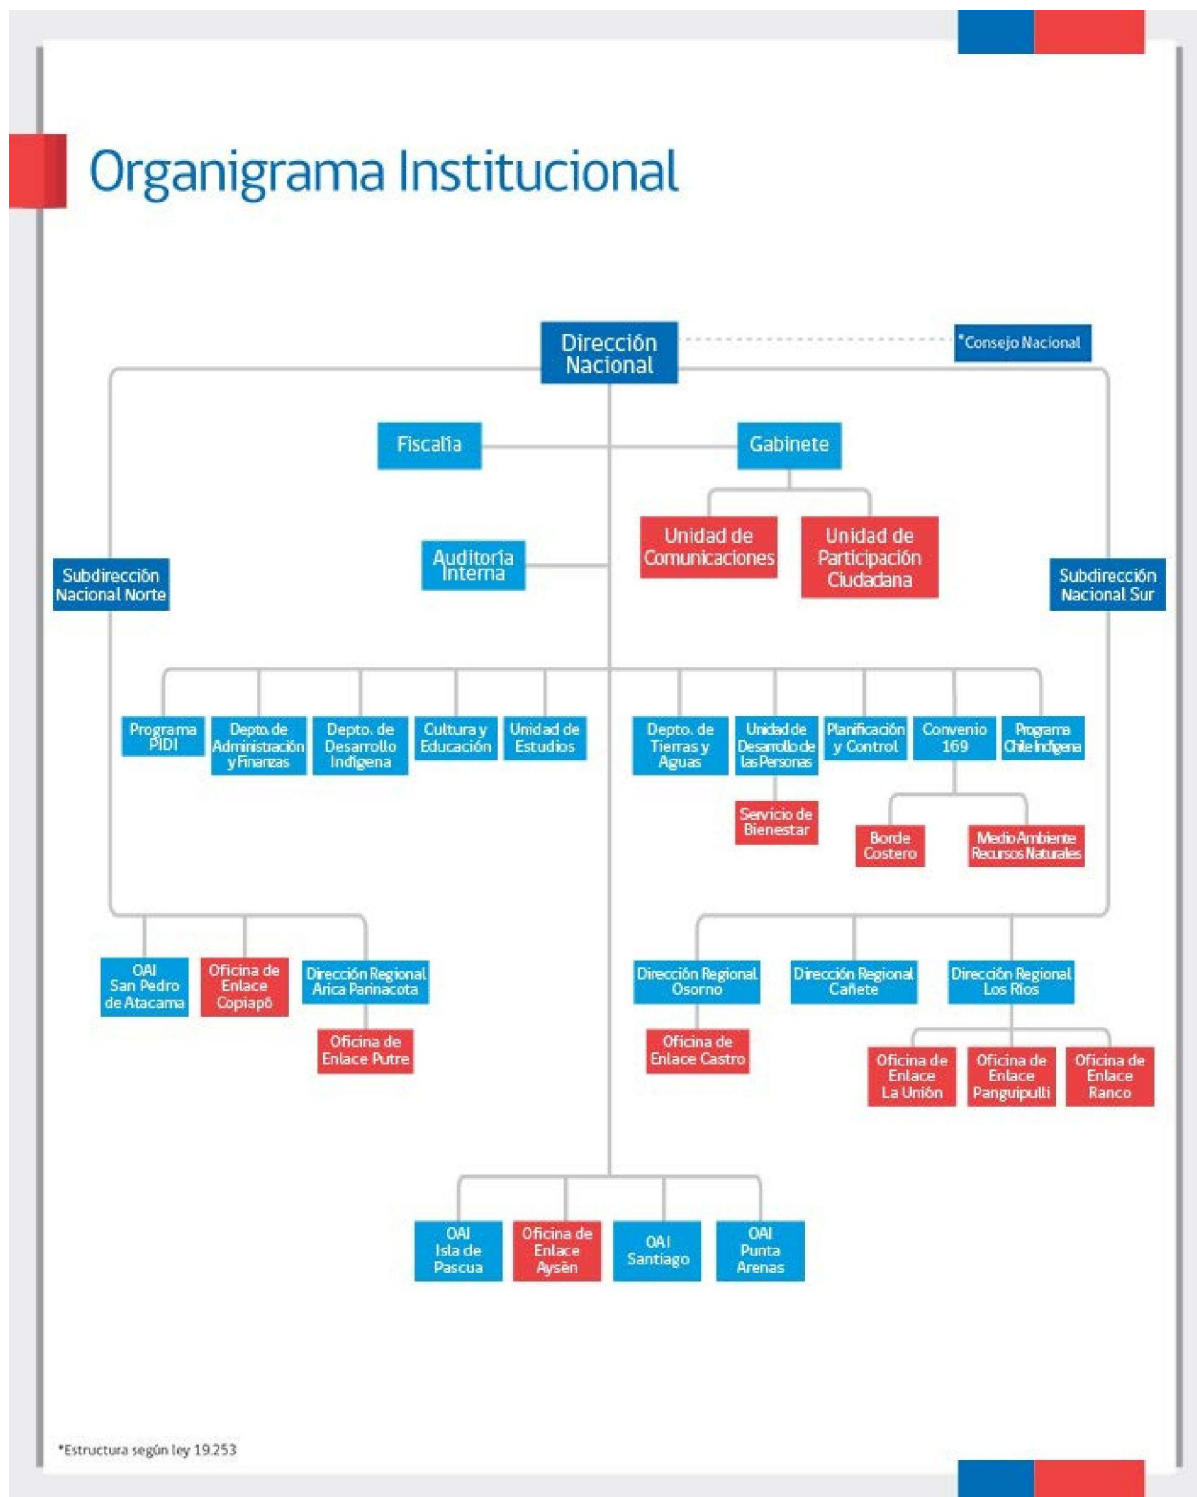 Organigrama Institucional
Dirección
Nacional
*Consejo Nacional
Fiscalía
Gabinete
Unidad de
Comunicaciones
Unidad de
Participación
Ciudadana
Auditoría
Interna
Subdirección
Nacional Norte
Subdirección
Nacional Sur
Programa
PIDI
Depto. de
Administración
y Finanzas
Depto. de
Desarrollo
Indígena
Cultura y
Educación
Unidad de
Estudios
Depto. de
Tierras y
Aguas
Unidad de
Desarrollo de
las Personas
Planificación
y Control
Convenio
169
Programa
Chile Indígena
Servicio de
Bienestar
Borde
Costero
Medio Ambiente
Recursos Naturales
OAI
San Pedro
de Atacama
Oficina de
Enlace
Copiapó
Dirección Regional
Arica Parinacota
Oficina de
Enlace Putre
Dirección Regional
Osorno
Dirección Regional
Cañete
Dirección Regional
Los Ríos
Oficina de
Enlace Castro
Oficina de
Enlace
La Unión
Oficina de
Enlace
Panguipulli
Oficina de
Enlace
Ranco
OAI
Isla de
Pascua
Oficina de
Enlace
Aysén
OAI
Santiago
OAI
Punta
Arenas
*Estructura según ley 19.253